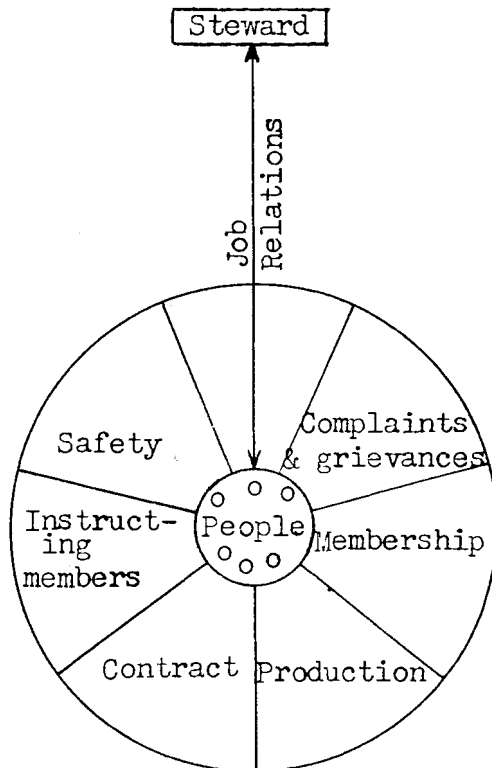 Steward
Job
Relations
Safety
Complaints
& grievances
Instruct-
ing
members
People
Membership
Contract
Production